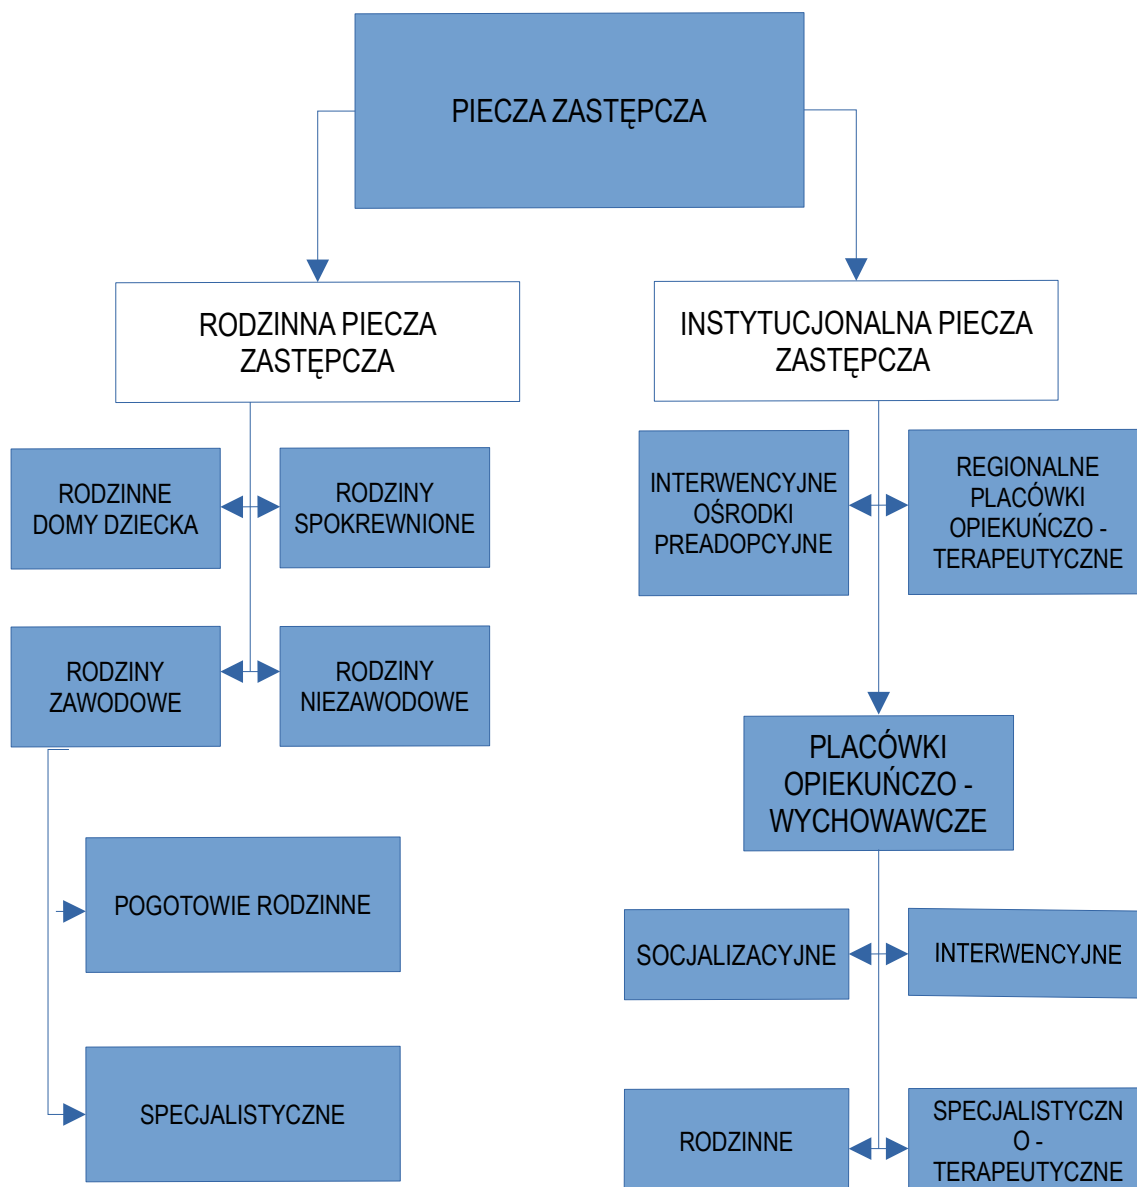 PIECZA ZASTĘPCZA
RODZINNA PIECZA
ZASTĘPCZA
INSTYTUCJONALNA PIECZA
ZASTĘPCZA
RODZINNE
DOMY DZIECKA
RODZINY
SPOKREWNIONE
INTERWENCYJNE
OŚRODKI
PREADOPCYJNE
REGIONALNE
PLACÓWKI
OPIEKUŃCZO -
TERAPEUTYCZNE
RODZINY
ZAWODOWE
RODZINY
NIEZAWODOWE
PLACÓWKI
OPIEKUŃCZO -
WYCHOWAWCZE
POGOTOWIE RODZINNE
SOCJALIZACYJNE
INTERWENCYJNE
SPECJALISTYCZNE
RODZINNE
SPECJALISTYCZN
O -
TERAPEUTYCZNE